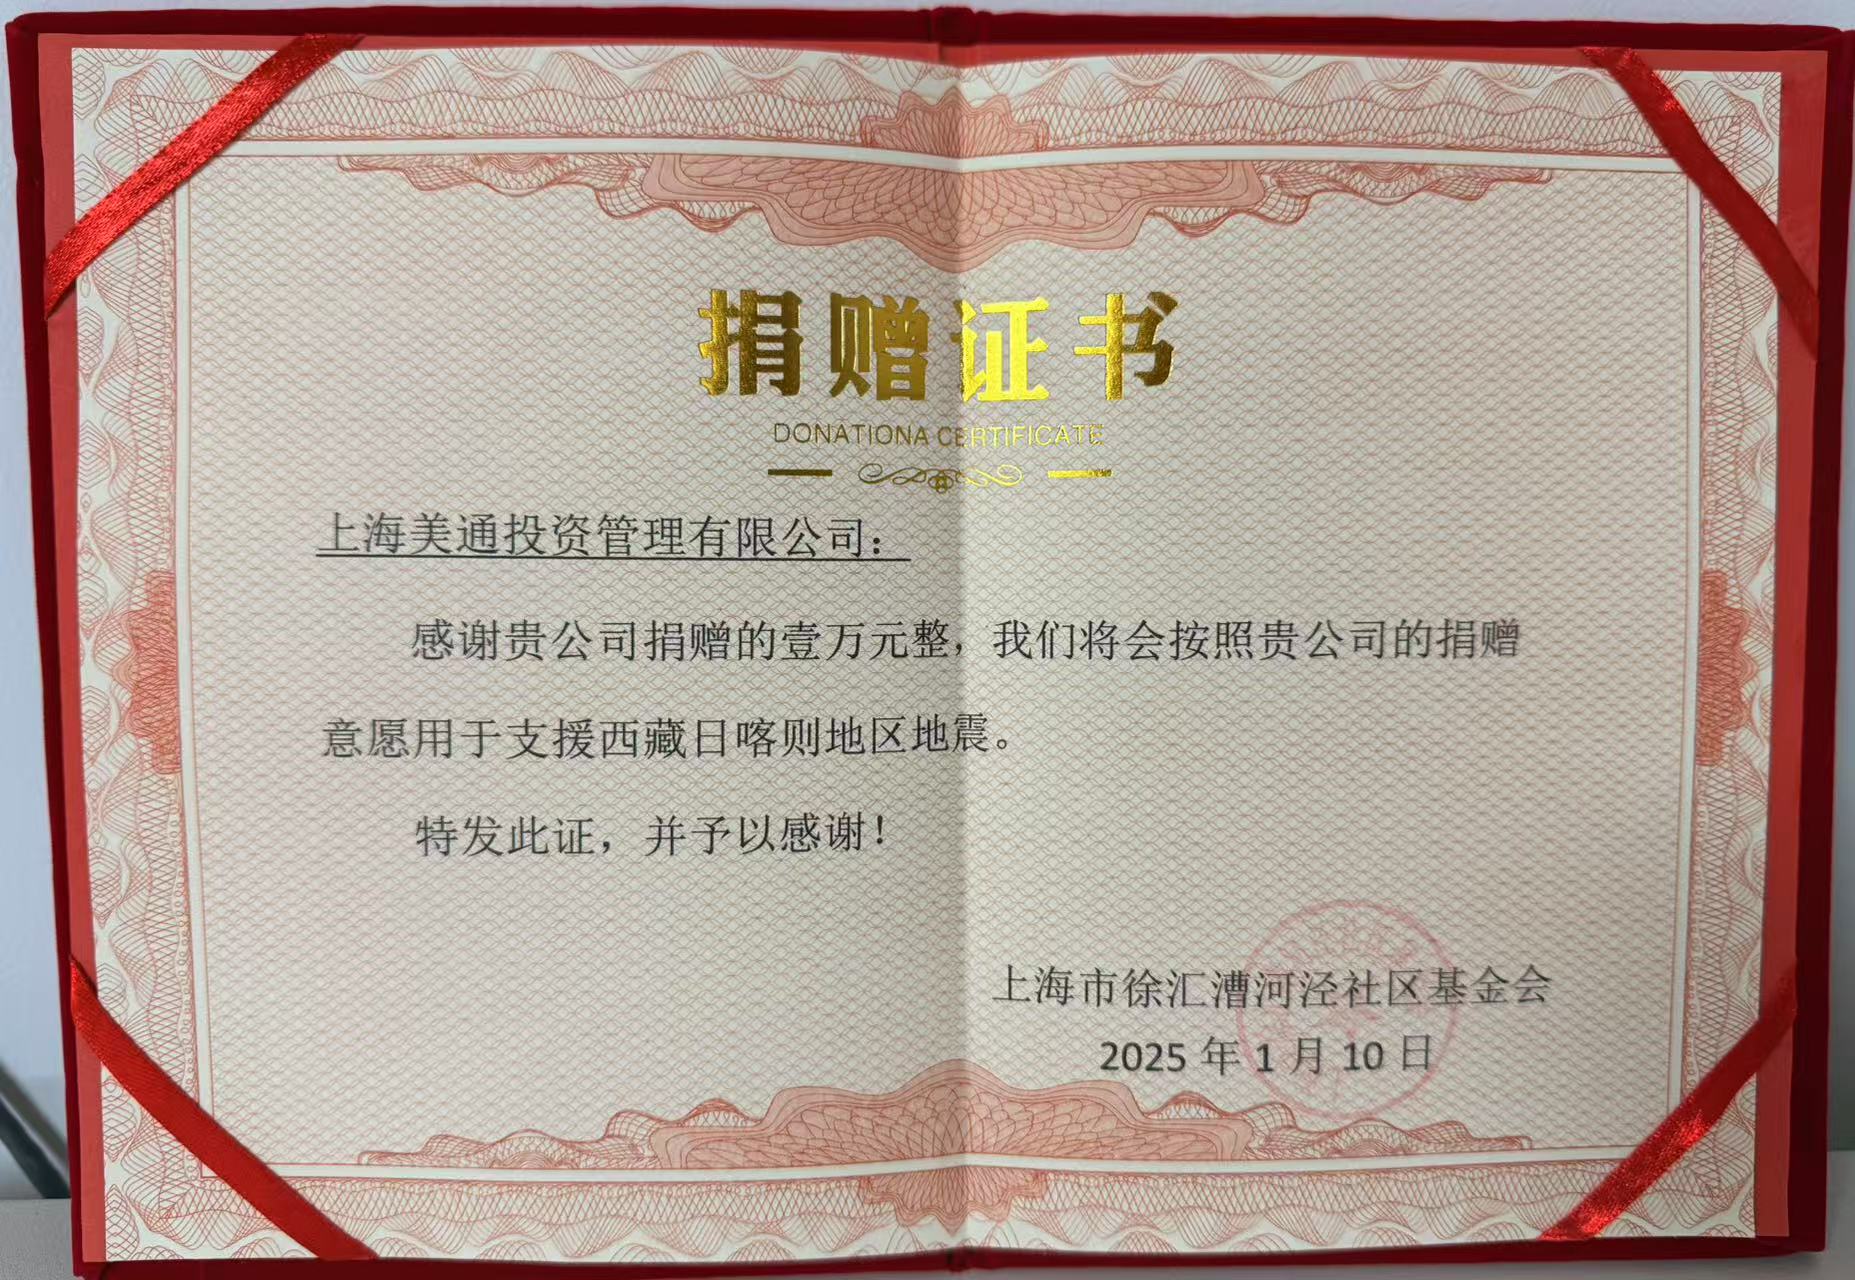 捐赠证书
DONATIONA CERTIFICATE
上海美通投资管理有限公司：
感谢贵公司捐赠的壹万元整，我们将会按照贵公司的捐赠
意愿用于支援西藏日喀则地区地震。
特发此证，并予以感谢！
上海市徐汇漕河泾社区基金会
2025 年 1 月 10 日